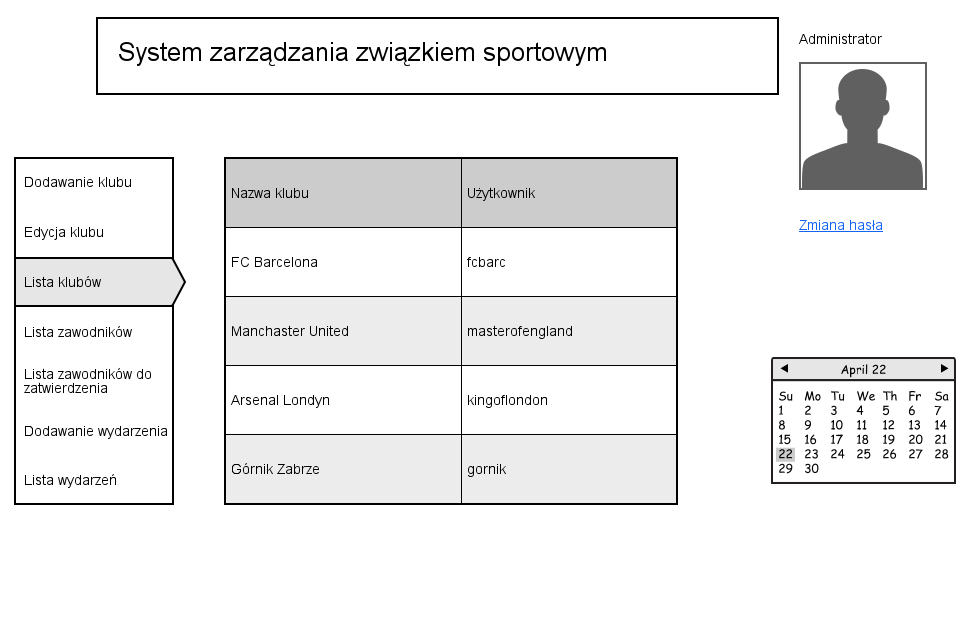 System zarządzania związkiem sportowym
Administrator
Zmiana hasła
Dodawanie klubu
Edycja klubu
Lista klubów
Lista zawodników
Lista zawodników do
zatwierdzenia
Dodawanie wydarzenia
Lista wydarzeń
Nazwa klubu Użytkownik
FC Barcelona fcbarc
Manchaster United masterofengland
Arsenal Londyn kingoflondon
Górnik Zabrze gornik
April 22
Su Mo Tu We Th Fr Sa
1 2 3 4 5 6 7
8 9 10 11 12 13 14
15 16 17 18 19 20 21
22 23 24 25 26 27 28
29 30